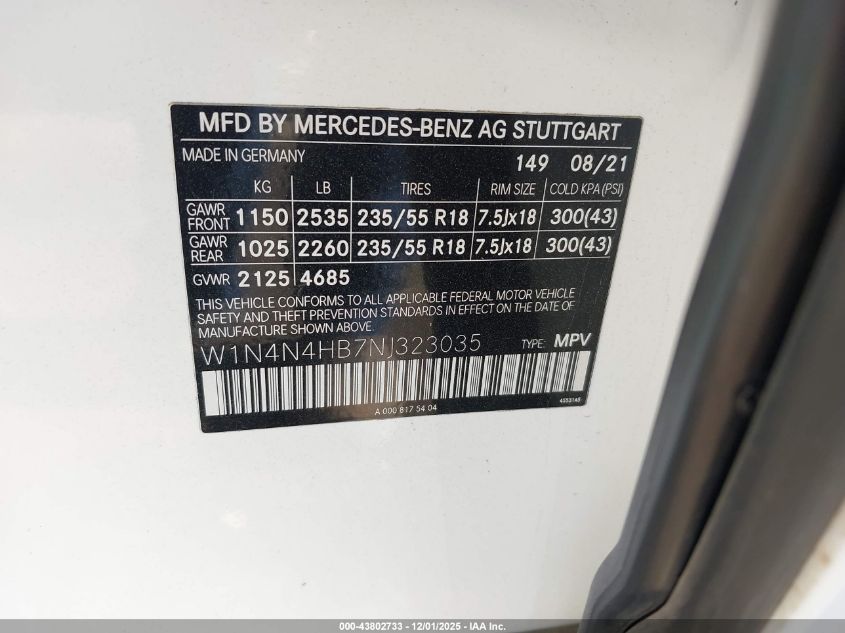 MFD BY MERCEDES-BENZ AG STUTTGART
MADE IN GERMANY 149 08/21
KG LB TIRES RIM SIZE COLD KPA (PSI)
GAWR FRONT 1150 2535 235/55 R18 7.5Jx18 300(43)
GAWR REAR 1025 2260 235/55 R18 7.5Jx18 300(43)
GVWR 2125 4685
THIS VEHICLE CONFORMS TO ALL APPLICABLE FEDERAL MOTOR VEHICLE
SAFETY AND THEFT PREVENTION STANDARDS IN EFFECT ON THE DATE OF
MANUFACTURE SHOWN ABOVE.
W1N4N4HB7NJ323035 TYPE: MPV
A 000 817 54 04 4353145
000-43802733 - 12/01/2025 - IAA Inc.